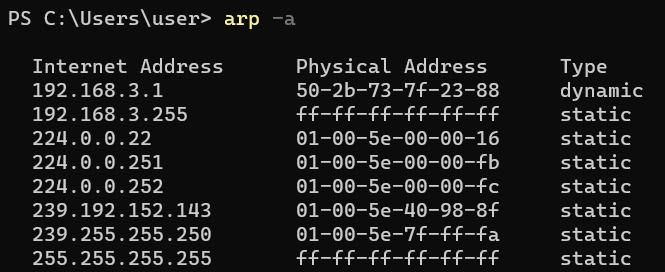 PS C:\Users\user> arp -a
Internet Address Physical Address Type
192.168.3.1 50-2b-73-7f-23-88 dynamic
192.168.3.255 ff-ff-ff-ff-ff-ff static
224.0.0.22 01-00-5e-00-00-16 static
224.0.0.251 01-00-5e-00-00-fb static
224.0.0.252 01-00-5e-00-00-fc static
239.192.152.143 01-00-5e-40-98-8f static
239.255.255.250 01-00-5e-7f-ff-fa static
255.255.255.255 ff-ff-ff-ff-ff-ff static